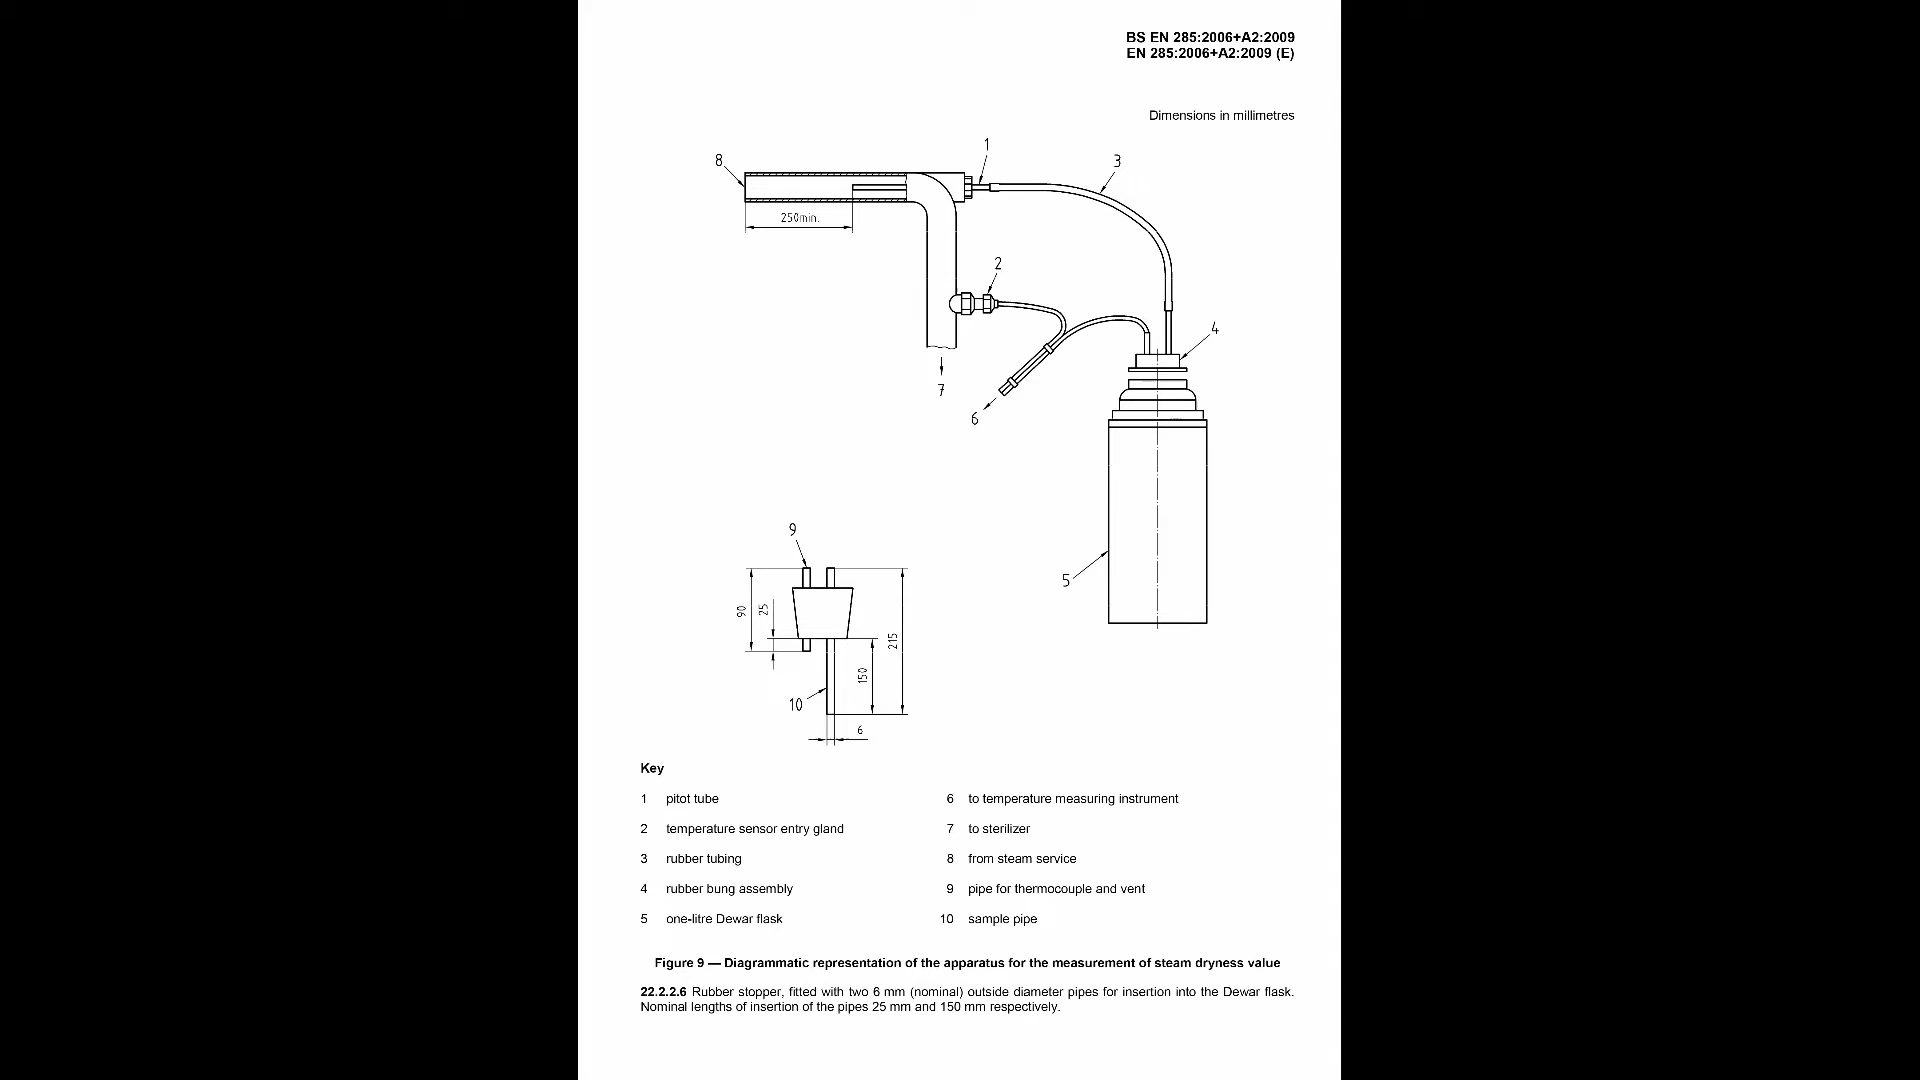 BS EN 285:2006+A2:2009
EN 285:2006+A2:2009 (E)
Dimensions in millimetres
1
8
3
250min.
2
4
7
6
9
5
90
25
215
150
10
6
Key
1 pitot tube
6 to temperature measuring instrument
2 temperature sensor entry gland
7 to sterilizer
3 rubber tubing
8 from steam service
4 rubber bung assembly
9 pipe for thermocouple and vent
5 one-litre Dewar flask
10 sample pipe
Figure 9 — Diagrammatic representation of the apparatus for the measurement of steam dryness value
22.2.2.6 Rubber stopper, fitted with two 6 mm (nominal) outside diameter pipes for insertion into the Dewar flask.
Nominal lengths of insertion of the pipes 25 mm and 150 mm respectively.